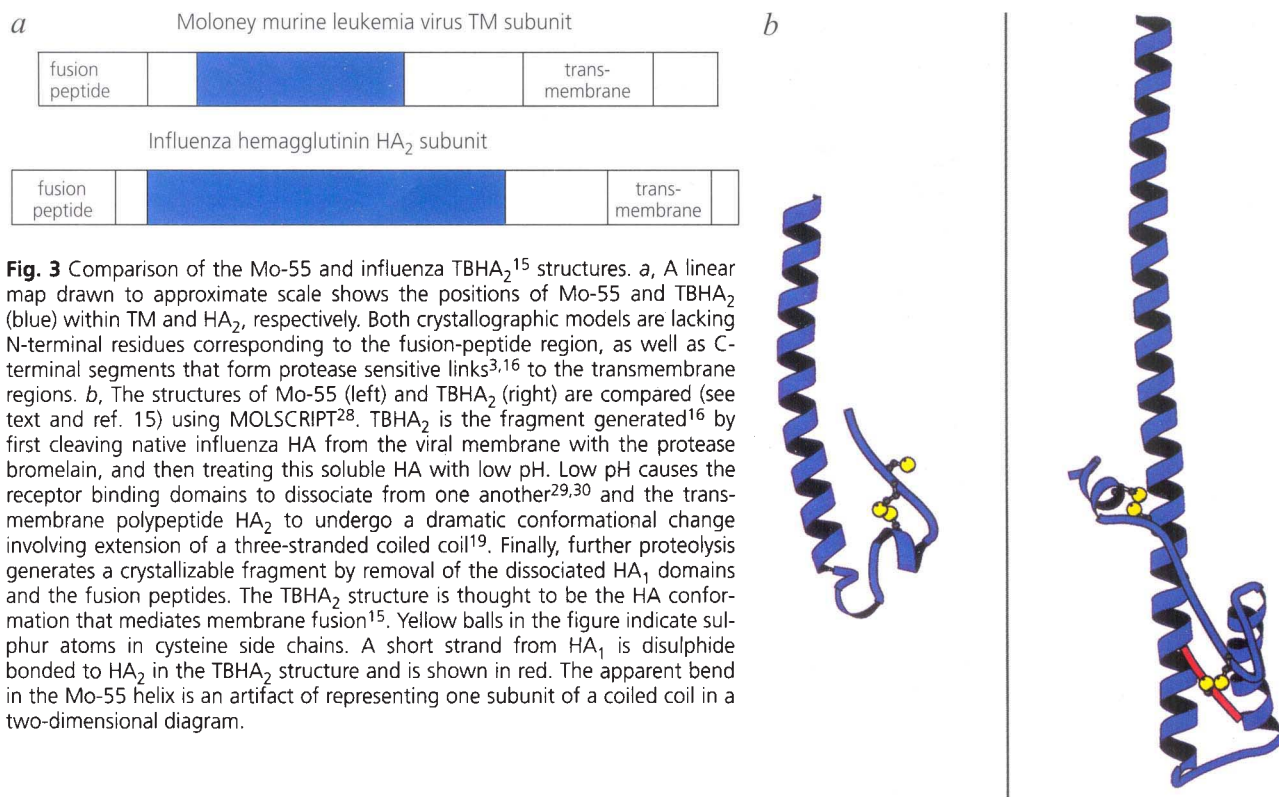 a
Moloney murine leukemia virus TM subunit
fusion
peptide
trans-
membrane
Influenza hemagglutinin HA2 subunit
fusion
peptide
trans-
membrane
Fig. 3 Comparison of the Mo-55 and influenza TBHA2 15 structures. a, A linear
map drawn to approximate scale shows the positions of Mo-55 and TBHA2
(blue) within TM and HA2, respectively. Both crystallographic models are lacking
N-terminal residues corresponding to the fusion-peptide region, as well as C-
terminal segments that form protease sensitive links3,16 to the transmembrane
regions. b, The structures of Mo-55 (left) and TBHA2 (right) are compared (see
text and ref. 15) using MOLSCRIPT28. TBHA2 is the fragment generated16 by
first cleaving native influenza HA from the viral membrane with the protease
bromelain, and then treating this soluble HA with low pH. Low pH causes the
receptor binding domains to dissociate from one another29,30 and the trans-
membrane polypeptide HA2 to undergo a dramatic conformational change
involving extension of a three-stranded coiled coil19. Finally, further proteolysis
generates a crystallizable fragment by removal of the dissociated HA1 domains
and the fusion peptides. The TBHA2 structure is thought to be the HA confor-
mation that mediates membrane fusion15. Yellow balls in the figure indicate sul-
phur atoms in cysteine side chains. A short strand from HA1 is disulphide
bonded to HA2 in the TBHA2 structure and is shown in red. The apparent bend
in the Mo-55 helix is an artifact of representing one subunit of a coiled coil in a
two-dimensional diagram.
b